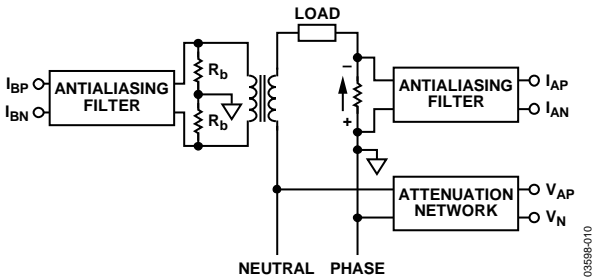 LOAD
I_BP
I_BN
ANTIALIASING
FILTER
R_b
R_b
–
+
ANTIALIASING
FILTER
I_AP
I_AN
ATTENUATION
NETWORK
V_AP
V_N
NEUTRAL PHASE
03598-010